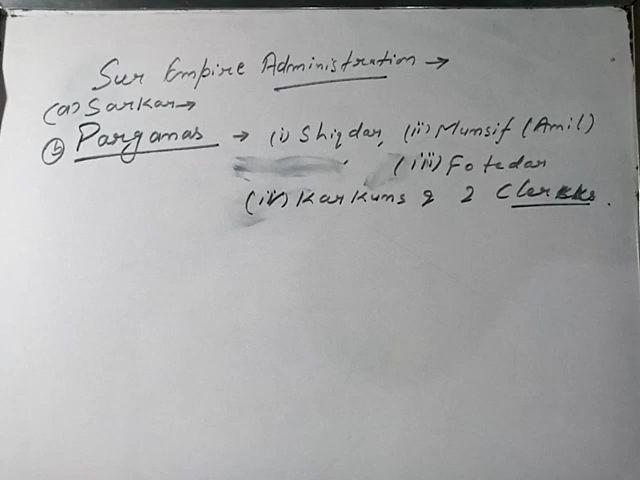 Sur Empire Administration →
(a) Sarkar →
(b) Parganas → (i) Shiqdar, (ii) Munsif (Amil)
(iii) Fotedar
(iv) Karkuns & 2 Clerks.